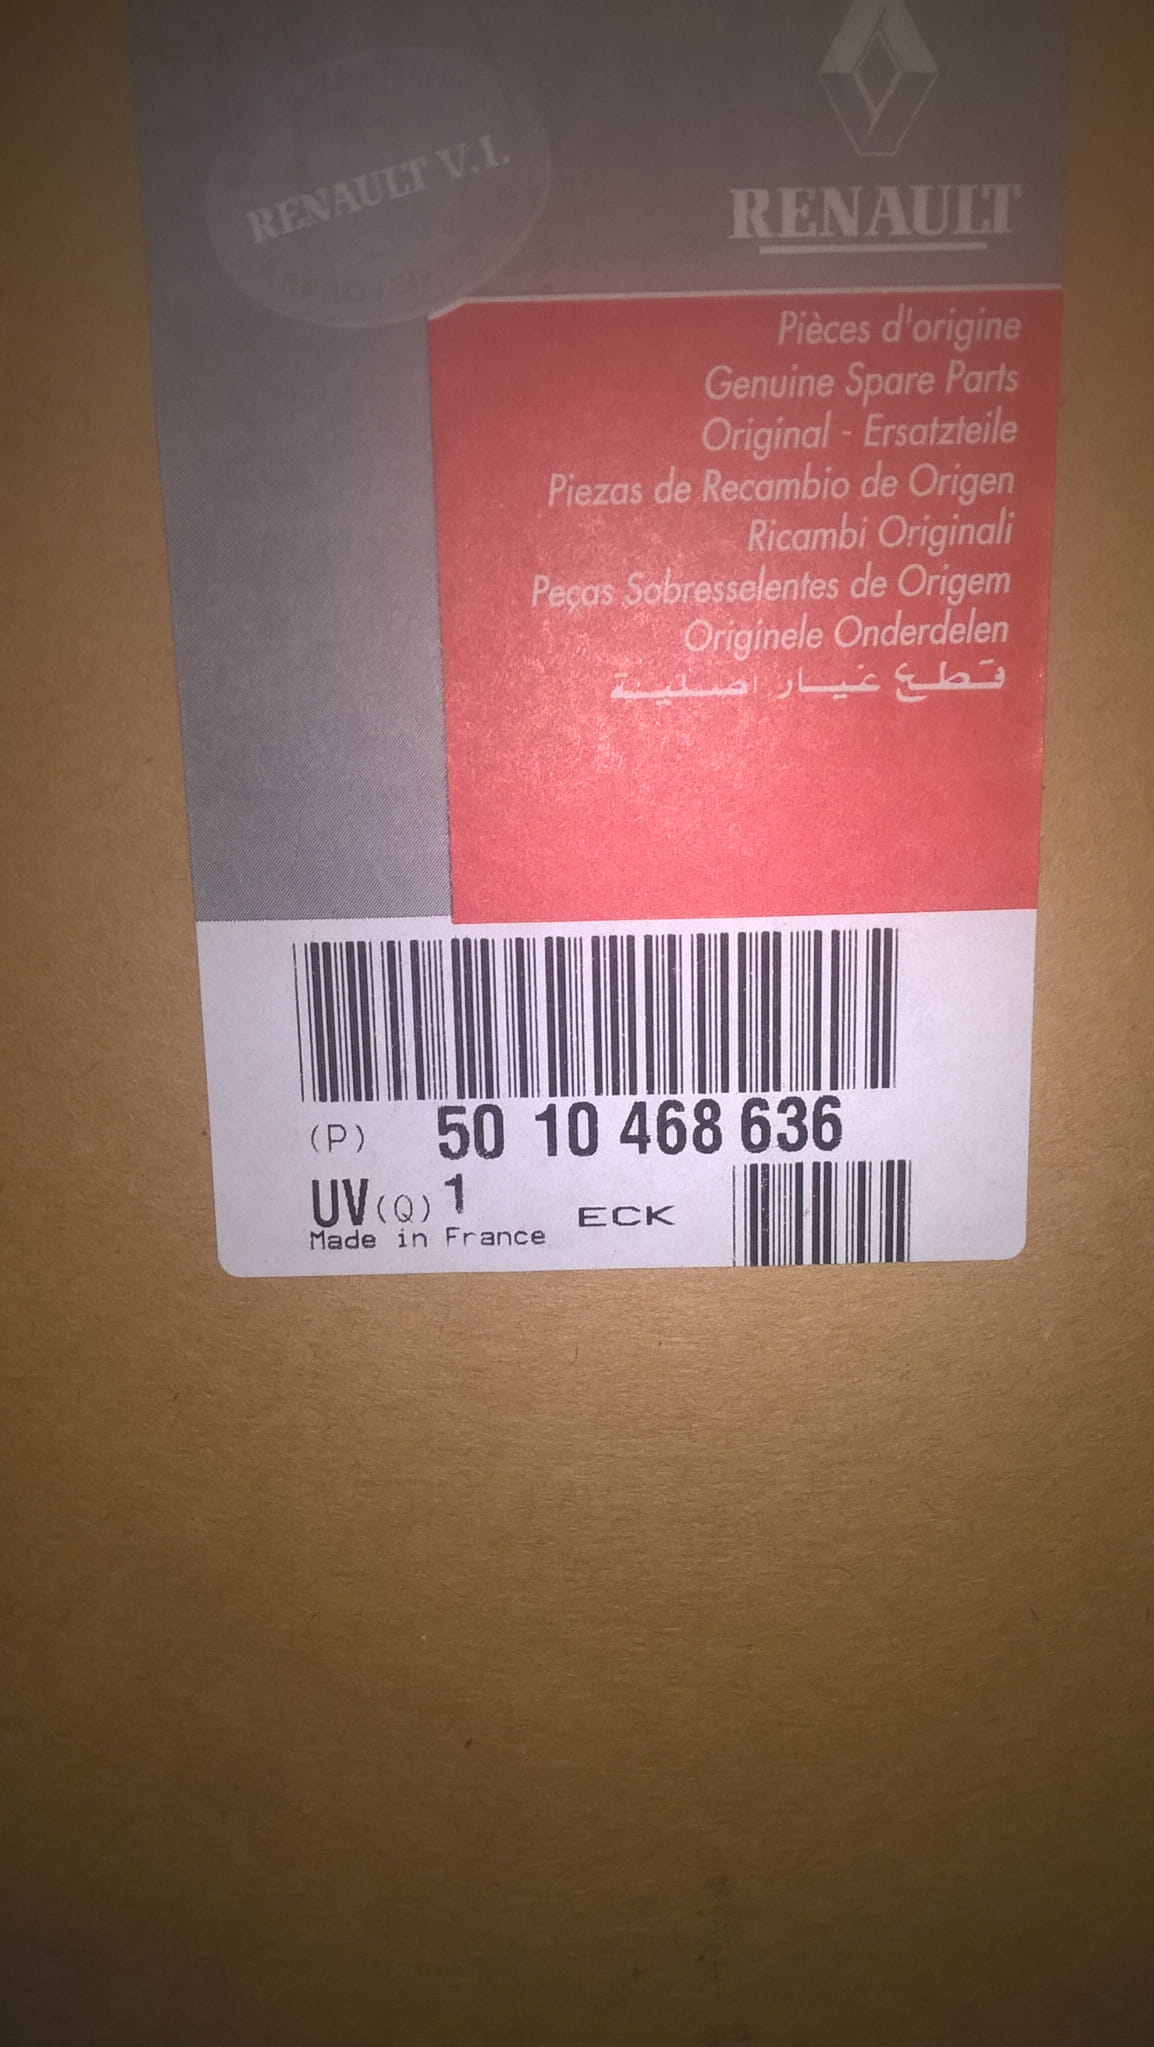 RENAULT V.I.
APPROVED
RENAULT
Pièces d'origine
Genuine Spare Parts
Original - Ersatzteile
Piezas de Recambio de Origen
Ricambi Originali
Peças Sobresselentes de Origem
Originele Onderdelen
قطع غيار اصلية
(P) 50 10 468 636
UV(Q) 1 ECK
Made in France